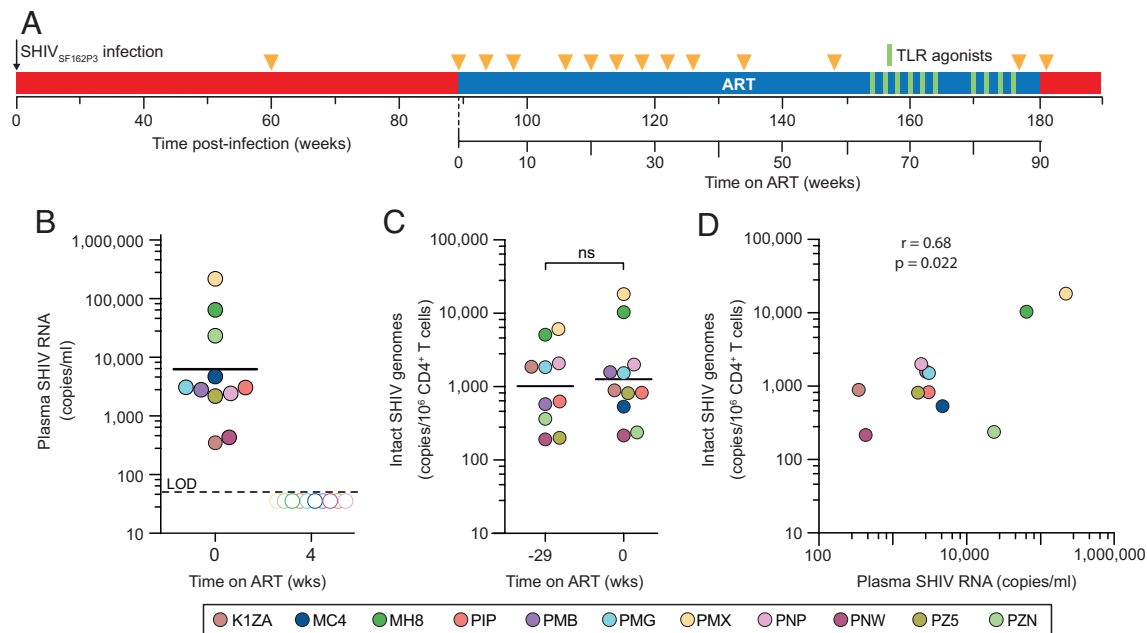 A
SHIVSF162P3 infection
TLR agonists
ART
0 40 60 80 100 120 140 160 180
Time post-infection (weeks)
0 10 30 50 70 90
Time on ART (weeks)
B
Plasma SHIV RNA
(copies/ml)
1,000,000
100,000
10,000
1,000
100
10
LOD
0 4
Time on ART (wks)
C
Intact SHIV genomes
(copies/10⁶ CD4⁺ T cells)
100,000
10,000
1,000
100
10
ns
-29 0
Time on ART (wks)
D
Intact SHIV genomes
(copies/10⁶ CD4⁺ T cells)
100,000
10,000
1,000
100
10
r = 0.68
p = 0.022
100 10,000 1,000,000
Plasma SHIV RNA (copies/ml)
K1ZA MC4 MH8 PIP PMB PMG PMX PNP PNW PZ5 PZN